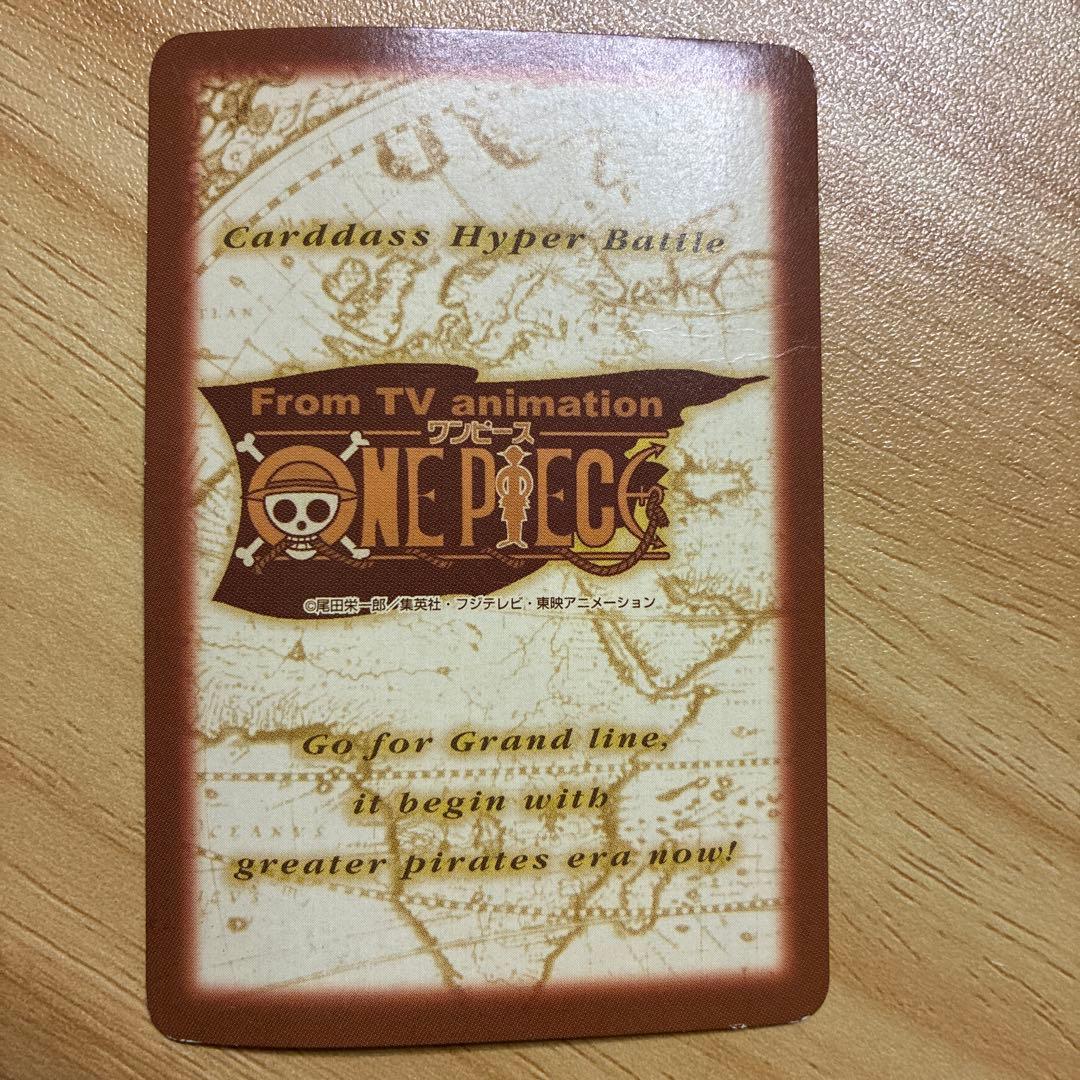 Carddass Hyper Battle
From TV animation
ワンピース
ONE PIECE
©尾田栄一郎/集英社・フジテレビ・東映アニメーション
Go for Grand line,
it begin with
CEANVS
greater pirates era now!